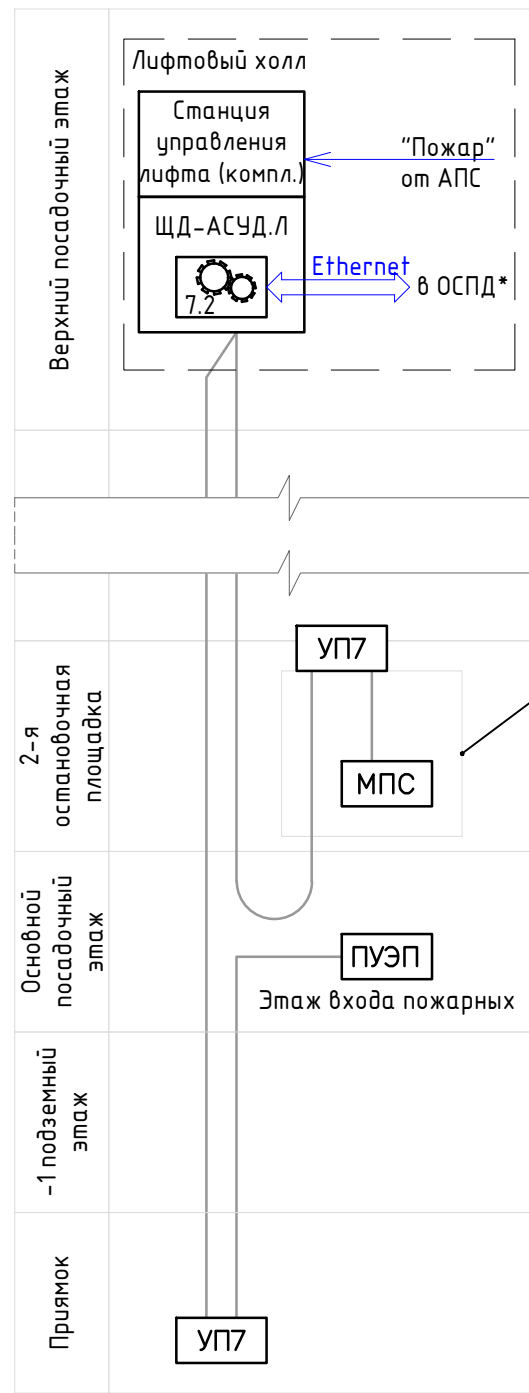 Верхний посадочный этаж
Лифтовый холл
Станция
управления
лифта (компл.)
"Пожар"
от АПС
ЩД-АСУД.Л
7.2
Ethernet
в ОСПД*
2-я
остановочная
площадка
УП7
МПС
Основной
посадочный
этаж
ПУЭП
Этаж входа пожарных
-1 подземный
этаж
Приямок
УП7